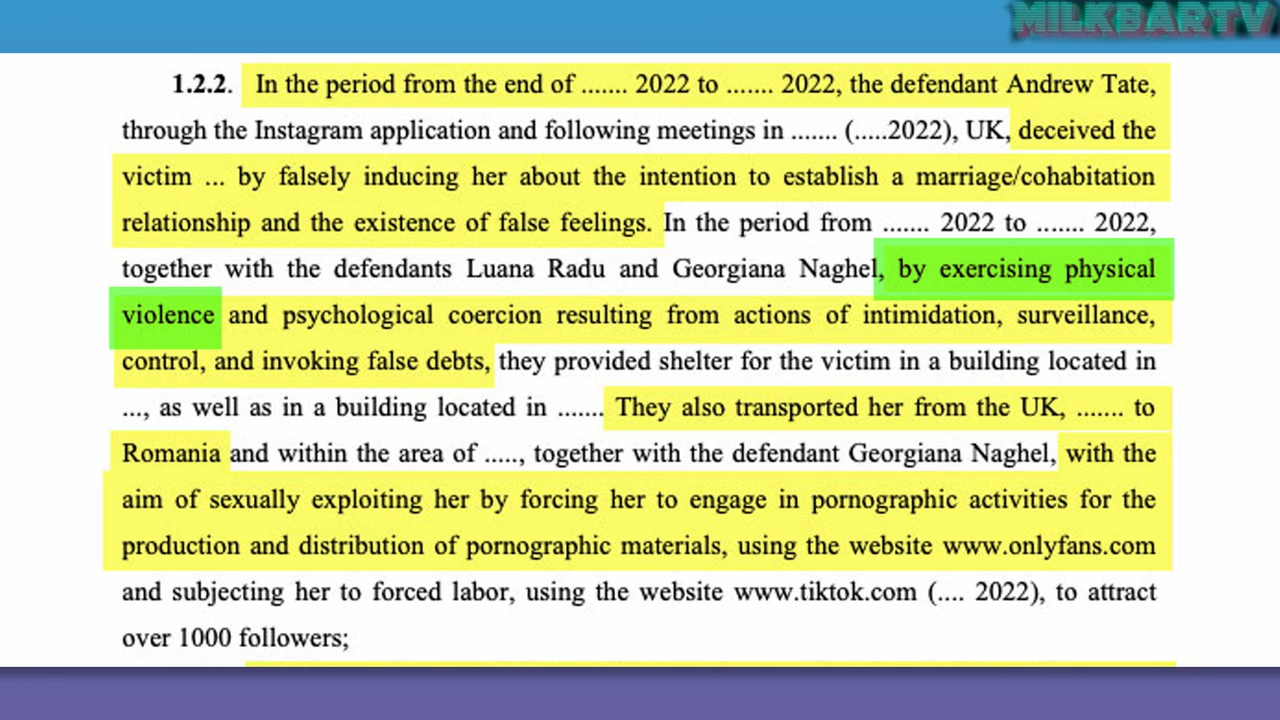 MILKBARTV
1.2.2. In the period from the end of ....... 2022 to ....... 2022, the defendant Andrew Tate,
through the Instagram application and following meetings in ....... (.....2022), UK, deceived the
victim ... by falsely inducing her about the intention to establish a marriage/cohabitation
relationship and the existence of false feelings. In the period from ....... 2022 to ....... 2022,
together with the defendants Luana Radu and Georgiana Naghel, by exercising physical
violence and psychological coercion resulting from actions of intimidation, surveillance,
control, and invoking false debts, they provided shelter for the victim in a building located in
..., as well as in a building located in ....... They also transported her from the UK, ....... to
Romania and within the area of ....., together with the defendant Georgiana Naghel, with the
aim of sexually exploiting her by forcing her to engage in pornographic activities for the
production and distribution of pornographic materials, using the website www.onlyfans.com
and subjecting her to forced labor, using the website www.tiktok.com (.... 2022), to attract
over 1000 followers;